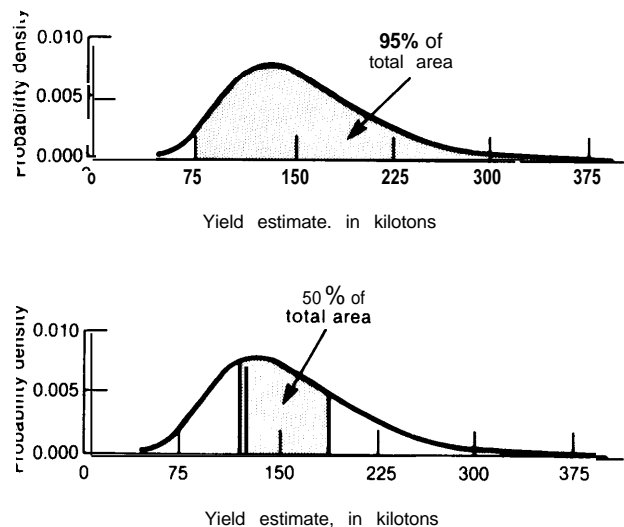 95% of
total area
Probability density
0.010
0.005
0.000
0
75
150
225
300
375
Yield estimate. in kilotons
50 % of
total area
Probability density
0.010
0.005
0.000
0
75
150
225
300
375
Yield estimate, in kilotons